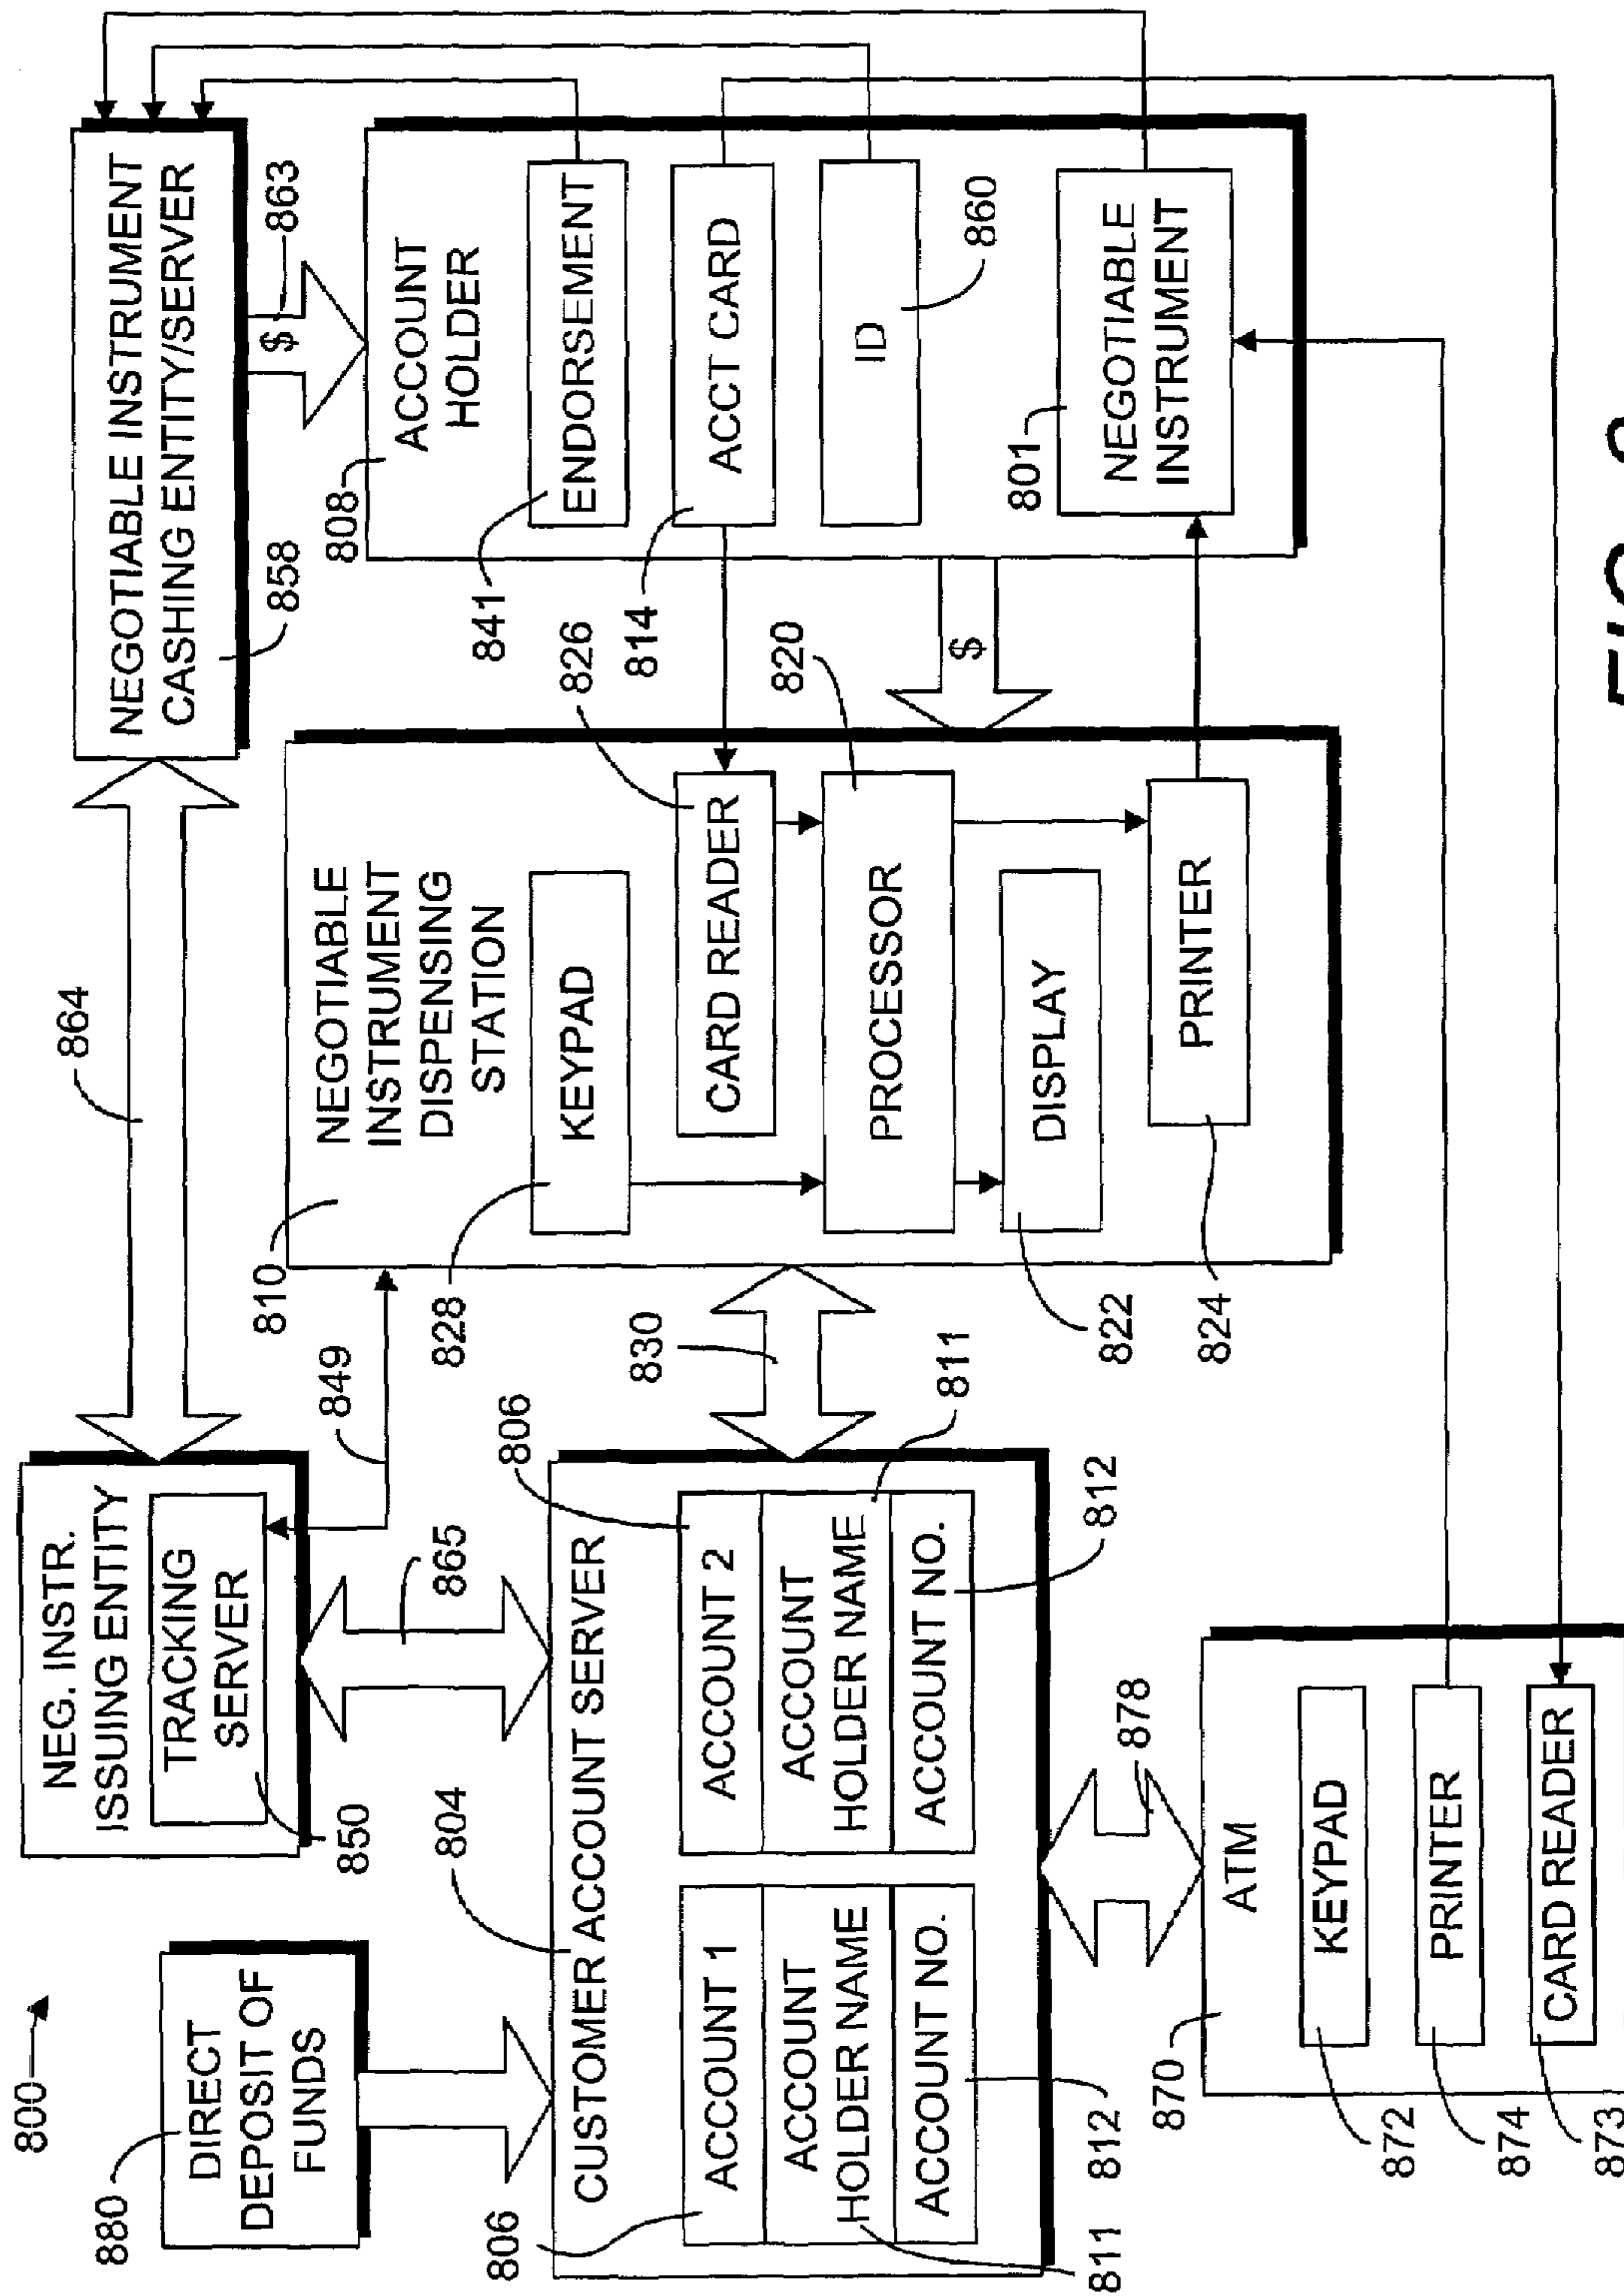 800
880
DIRECT
DEPOSIT OF
FUNDS
NEG. INSTR.
ISSUING ENTITY
TRACKING
SERVER
850
849
865
864
NEGOTIABLE INSTRUMENT
CASHING ENTITY/SERVER
858
$
863
804
CUSTOMER ACCOUNT SERVER
806
ACCOUNT 1
ACCOUNT
HOLDER NAME
ACCOUNT NO.
811
812
806
ACCOUNT 2
ACCOUNT
HOLDER NAME
ACCOUNT NO.
811
812
830
810
NEGOTIABLE
INSTRUMENT
DISPENSING
STATION
828
KEYPAD
826
CARD READER
820
PROCESSOR
822
DISPLAY
824
PRINTER
$
808
ACCOUNT
HOLDER
841
ENDORSEMENT
814
ACCT CARD
ID
860
801
NEGOTIABLE
INSTRUMENT
878
870
ATM
872
KEYPAD
874
PRINTER
873
CARD READER